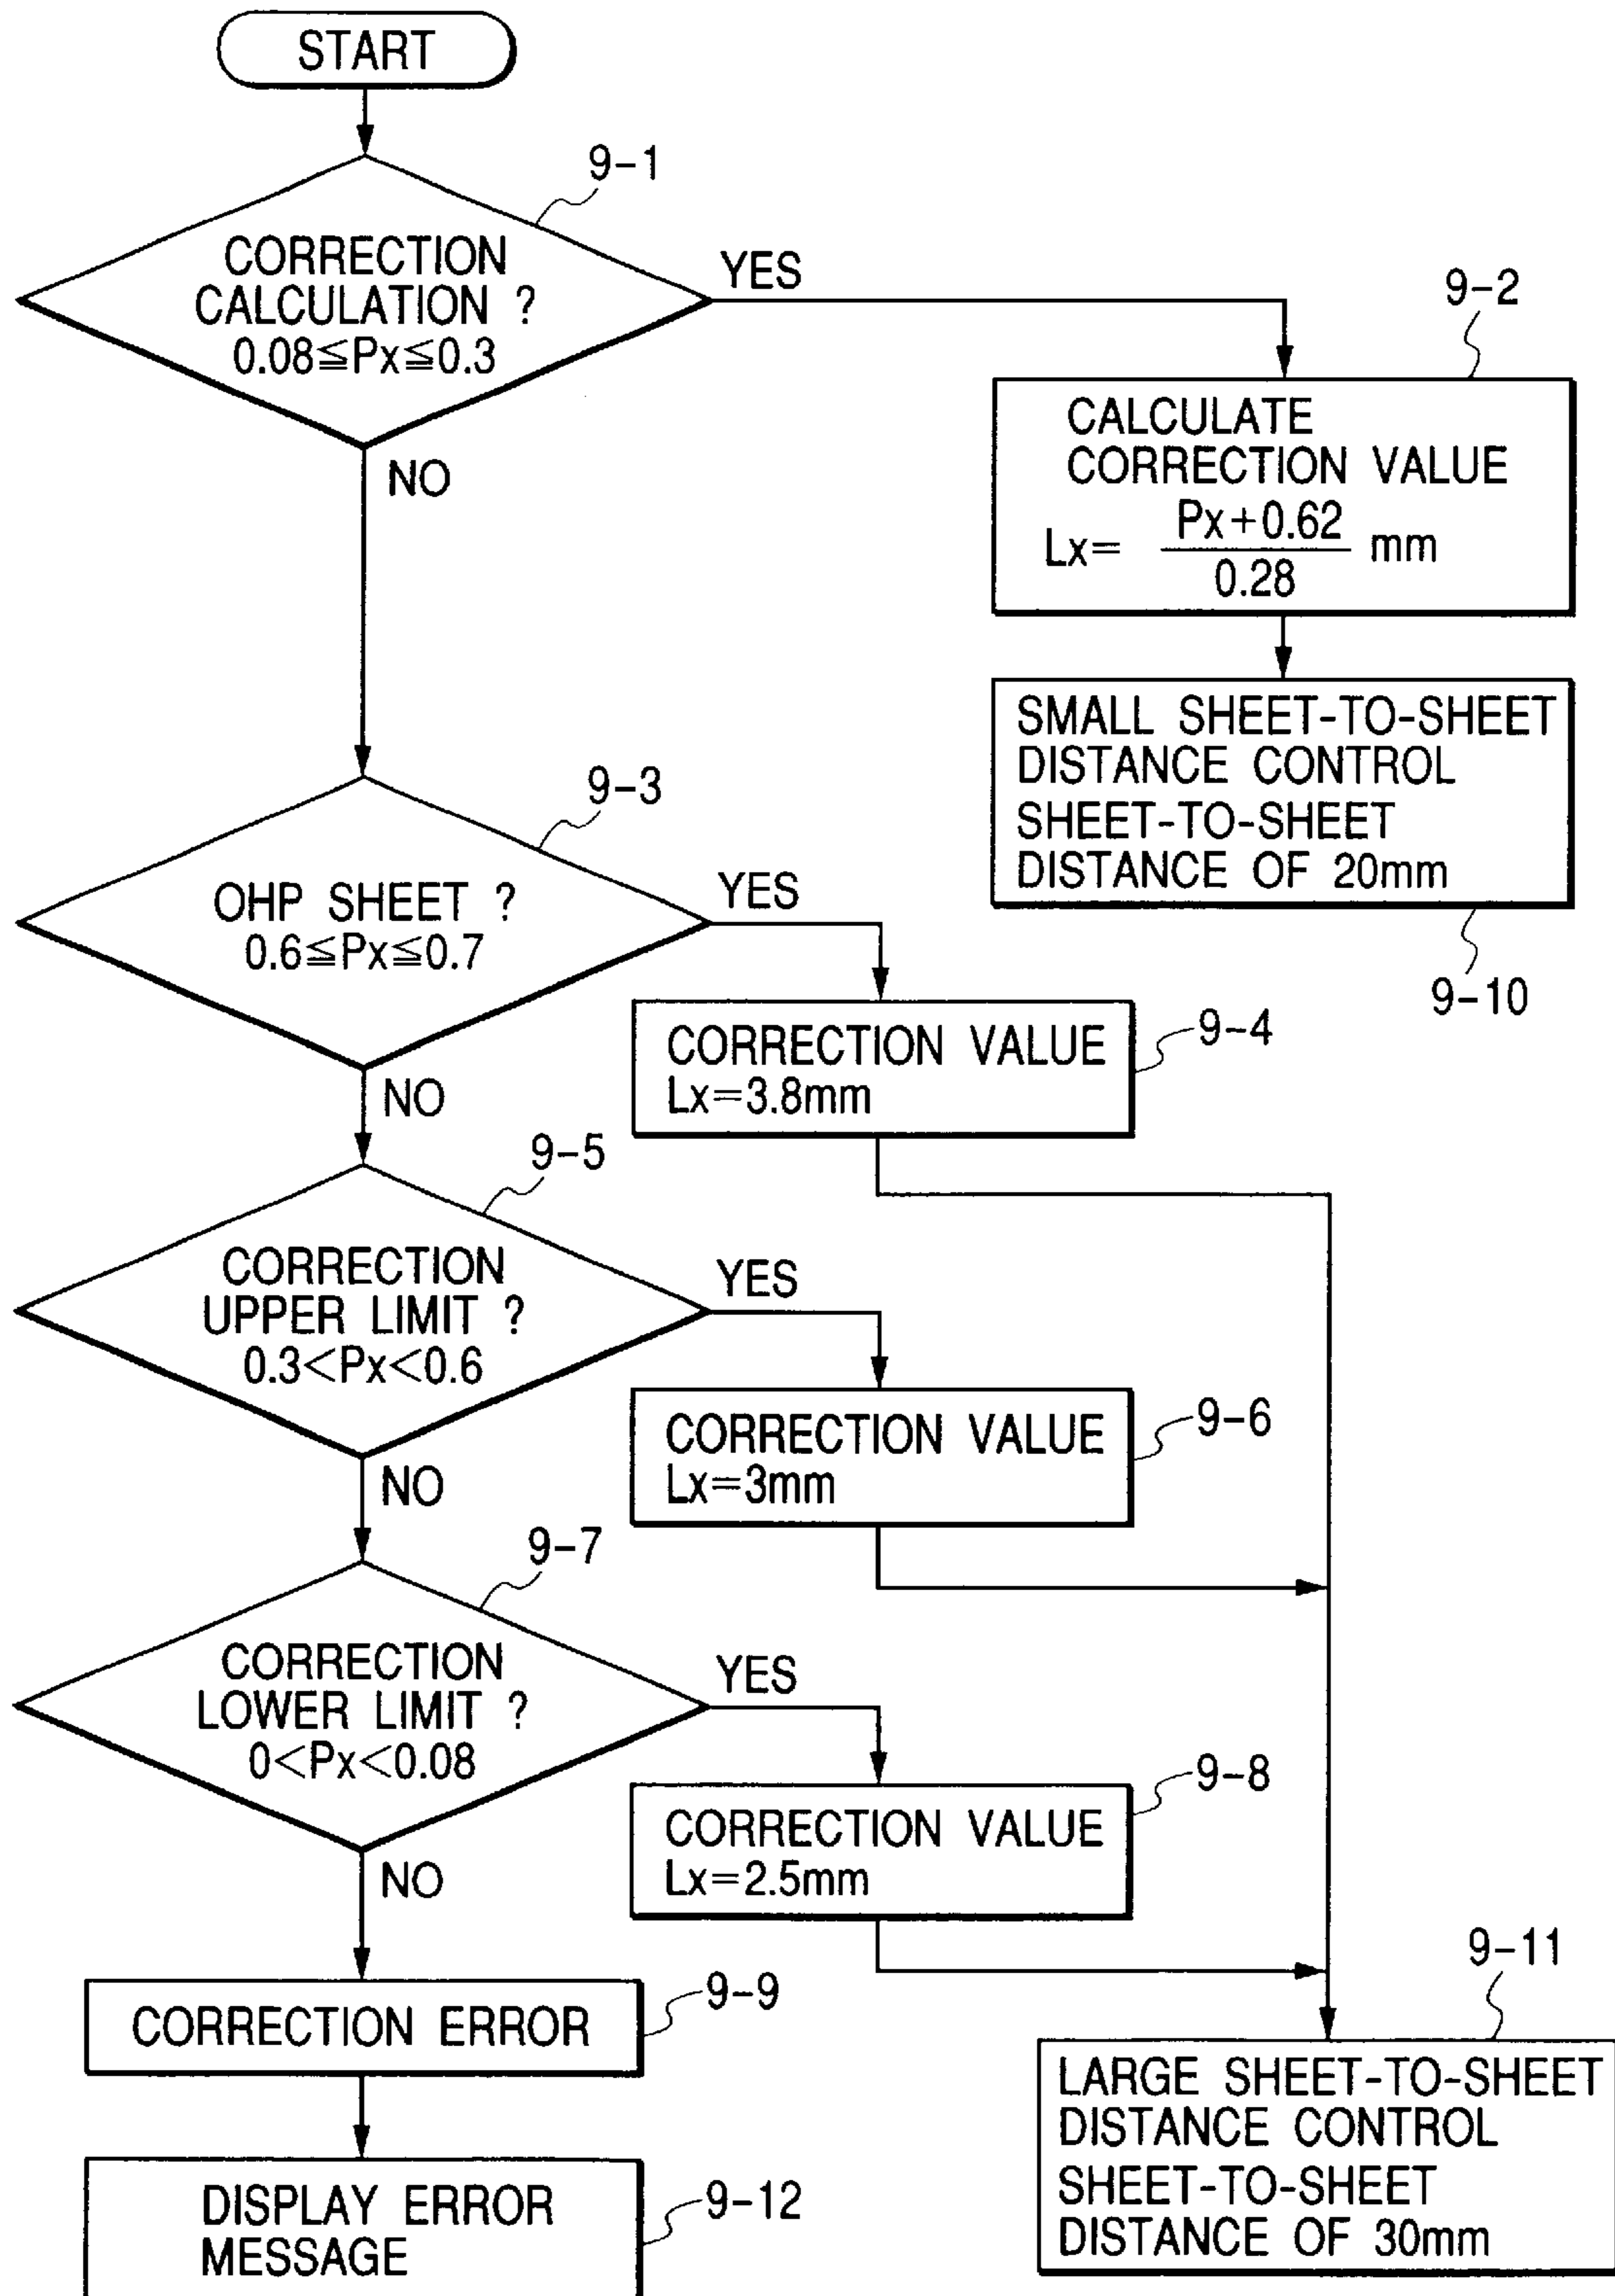 START
9-1
CORRECTION
CALCULATION ?
0.08≦Px≦0.3
YES
NO
9-2
CALCULATE
CORRECTION VALUE
Lx= Px+0.62 / 0.28 mm
SMALL SHEET-TO-SHEET
DISTANCE CONTROL
SHEET-TO-SHEET
DISTANCE OF 20mm
9-10
9-3
OHP SHEET ?
0.6≦Px≦0.7
YES
NO
9-4
CORRECTION VALUE
Lx=3.8mm
9-5
CORRECTION
UPPER LIMIT ?
0.3<Px<0.6
YES
NO
9-6
CORRECTION VALUE
Lx=3mm
9-7
CORRECTION
LOWER LIMIT ?
0<Px<0.08
YES
NO
9-8
CORRECTION VALUE
Lx=2.5mm
9-9
CORRECTION ERROR
9-11
LARGE SHEET-TO-SHEET
DISTANCE CONTROL
SHEET-TO-SHEET
DISTANCE OF 30mm
9-12
DISPLAY ERROR
MESSAGE